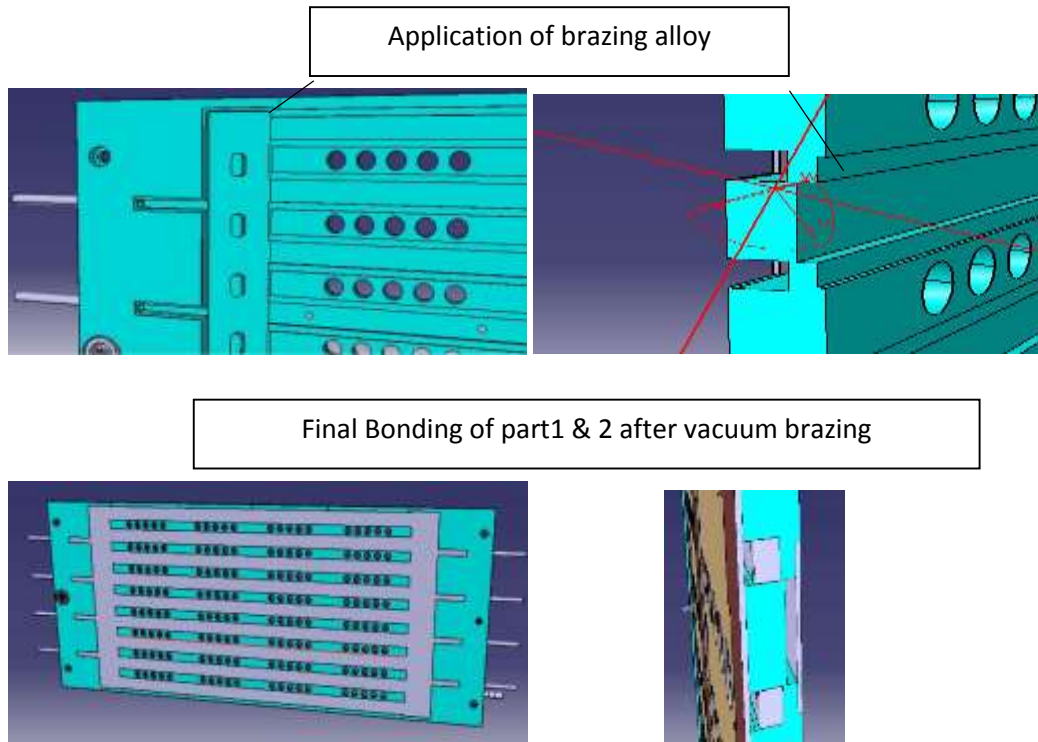 Application of brazing alloy
Final Bonding of part1 & 2 after vacuum brazing